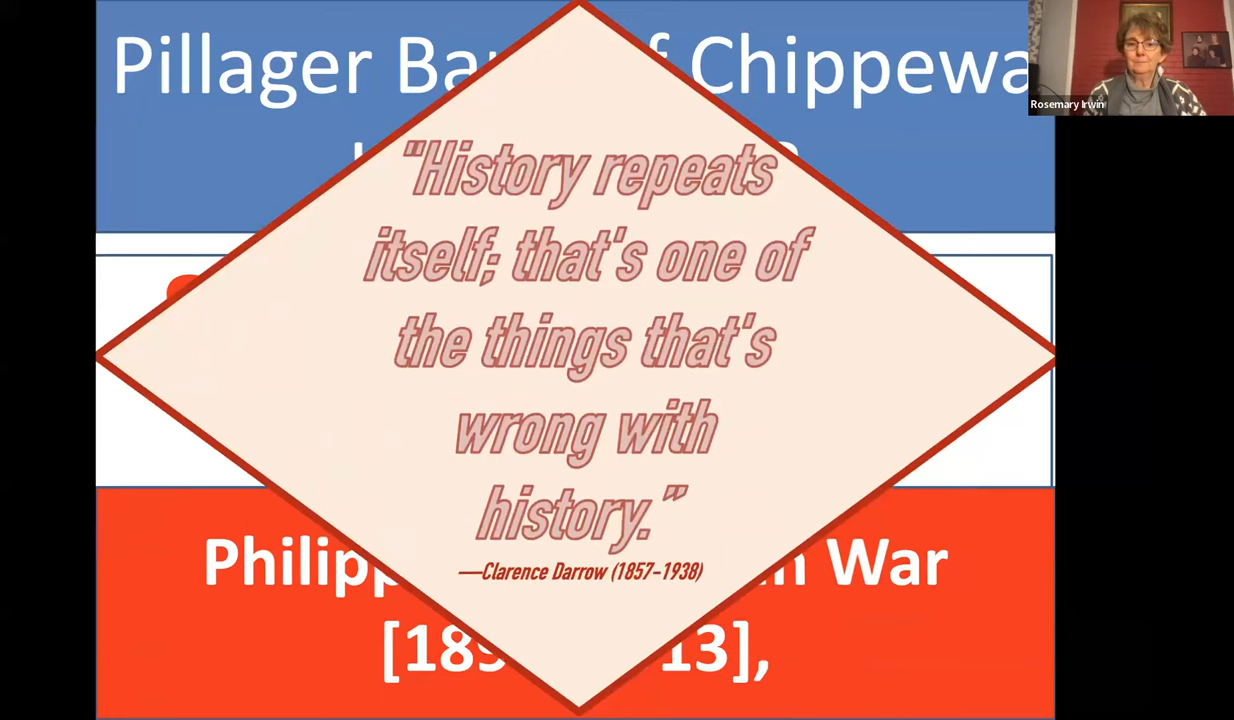 Pillager Ba f Chippewa
Rosemary Irwin
"History repeats
itself; that's one of
the things that's
wrong with
history."
—Clarence Darrow (1857-1938)
Philipp n War
[189 13],